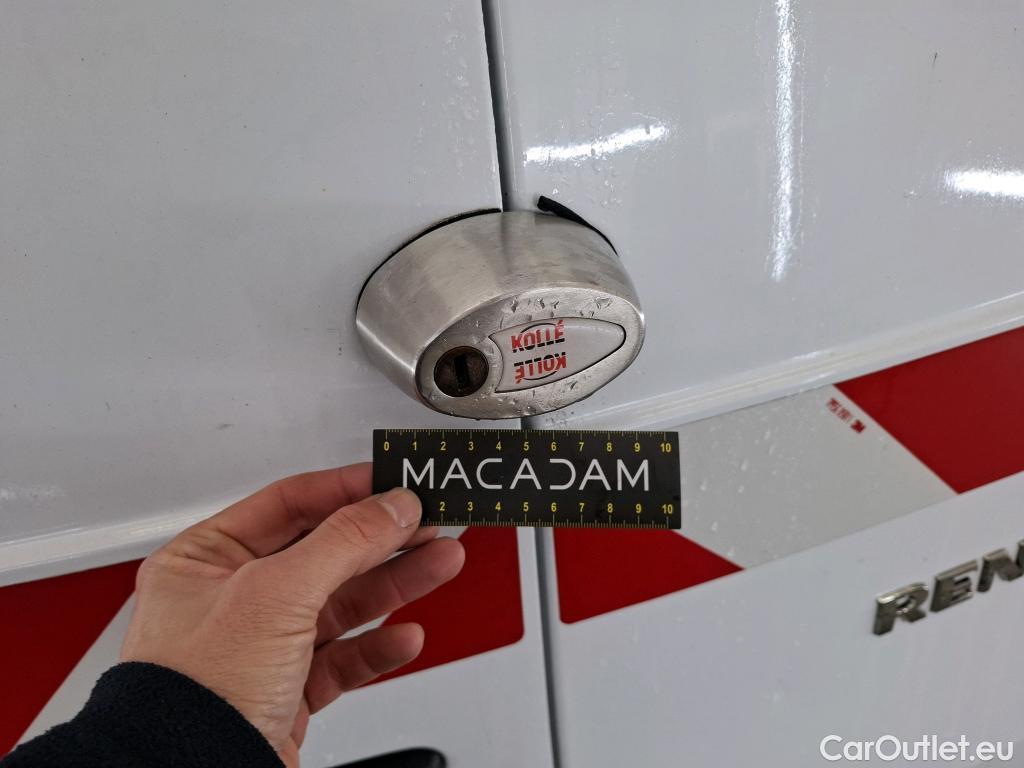 KOLLÉ
KOLLÉ
0 1 2 3 4 5 6 7 8 9 10
MACADAM
2 3 4 5 6 7 8 9 10
REN
CarOutlet.eu